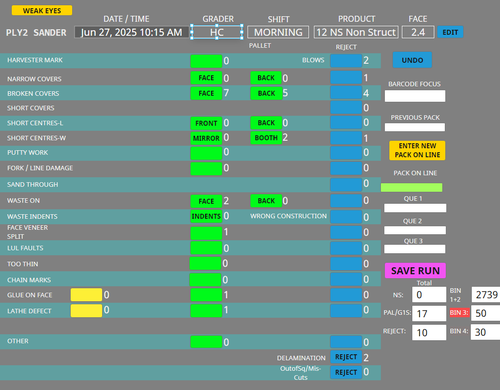 WEAK EYES
DATE / TIME GRADER SHIFT PRODUCT FACE
PLY2 SANDER Jun 27, 2025 10:15 AM HC MORNING 12 NS Non Struct 2.4 EDIT
PALLET REJECT
HARVESTER MARK 0 BLOWS 2 UNDO
NARROW COVERS FACE 0 BACK 0 1
BARCODE FOCUS
BROKEN COVERS FACE 7 BACK 5 4
SHORT COVERS 0
PREVIOUS PACK
SHORT CENTRES-L FRONT 0 BACK 0 0
SHORT CENTRES-W MIRROR 0 BOOTH 2 1
ENTER NEW
PACK ON LINE
PUTTY WORK 0 0
FORK / LINE DAMAGE 0 0
PACK ON LINE
SAND THROUGH 0
WASTE ON FACE 2 BACK 0 0
QUE 1
WASTE INDENTS INDENTS 0 WRONG CONSTRUCTION 0
QUE 2
FACE VENEER
SPLIT 1 0
QUE 3
LUL FAULTS 0 0
TOO THIN 0 0
SAVE RUN
CHAIN MARKS 0 0
Total
GLUE ON FACE 0 1 0
NS: 0 BIN
1+2 2739
LATHE DEFECT 0 1 0
PAL/G1S: 17 BIN 3: 50
REJECT: 10 BIN 4: 30
OTHER 0 0
DELAMINATION REJECT 2
OutofSq/Mis-
Cuts REJECT 0